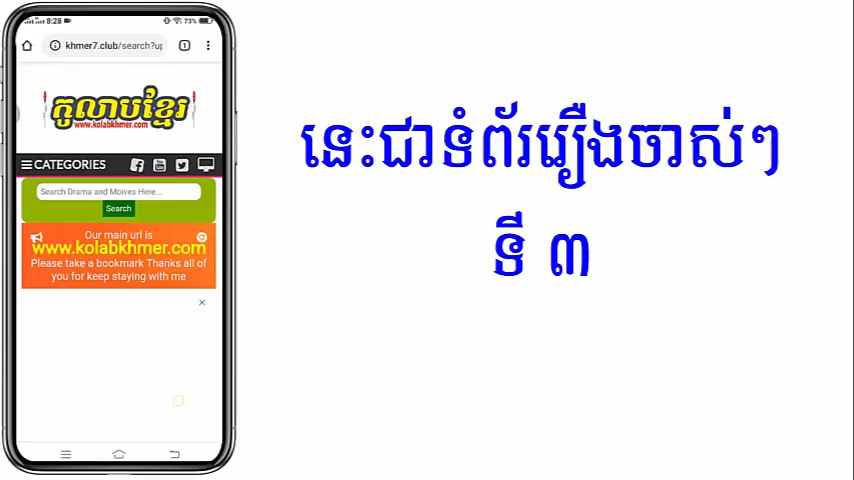 8:28
73%
khmer7.club/search?up
1
កូលាបខ្មែរ
www.kolabkhmer.com
CATEGORIES
Search Drama and Moives Here...
Search
Our main url is
www.kolabkhmer.com
Please take a bookmark Thanks all of
you for keep staying with me
នេះជាទំព័ររឿងចាស់ៗ
ទី ៣